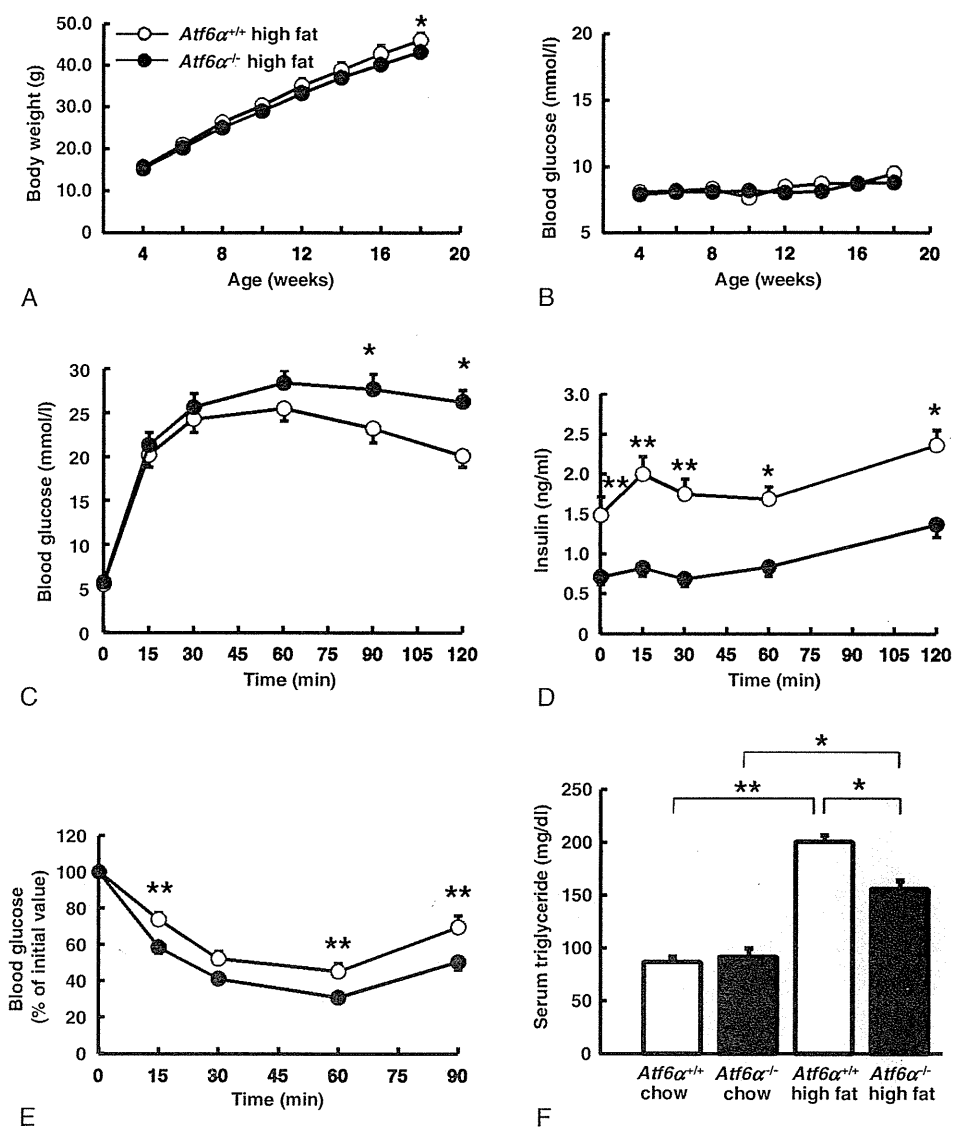 50.0
40.0
30.0
20.0
10.0
0
Body weight (g)
Atf6α+/+ high fat
Atf6α-/- high fat
*
4 8 12 16 20
Age (weeks)
A
20
15
10
5
Blood glucose (mmol/l)
4 8 12 16 20
Age (weeks)
B
30
25
20
15
10
5
0
Blood glucose (mmol/l)
* *
0 15 30 45 60 75 90 105 120
Time (min)
C
3.0
2.5
2.0
1.5
1.0
0.5
0
Insulin (ng/ml)
** ** ** * *
0 15 30 45 60 75 90 105 120
Time (min)
D
120
100
80
60
40
20
0
Blood glucose
(% of initial value)
** ** **
0 15 30 45 60 75 90
Time (min)
E
250
200
150
100
50
0
Serum triglyceride (mg/dl)
*
** *
Atf6α+/+ Atf6α-/- Atf6α+/+ Atf6α-/-
chow chow high fat high fat
F